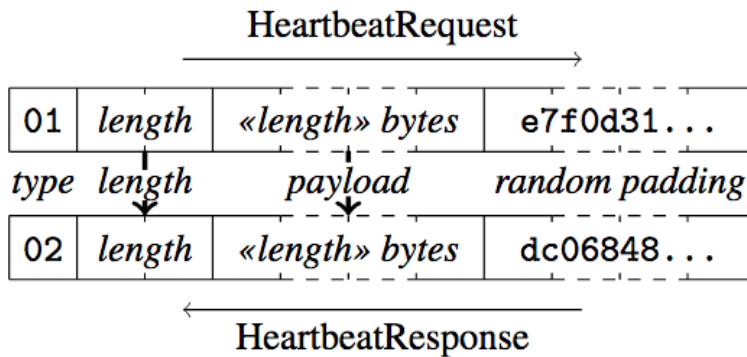 HeartbeatRequest
01 length «length» bytes e7f0d31...
type length payload random padding
02 length «length» bytes dc06848...
HeartbeatResponse